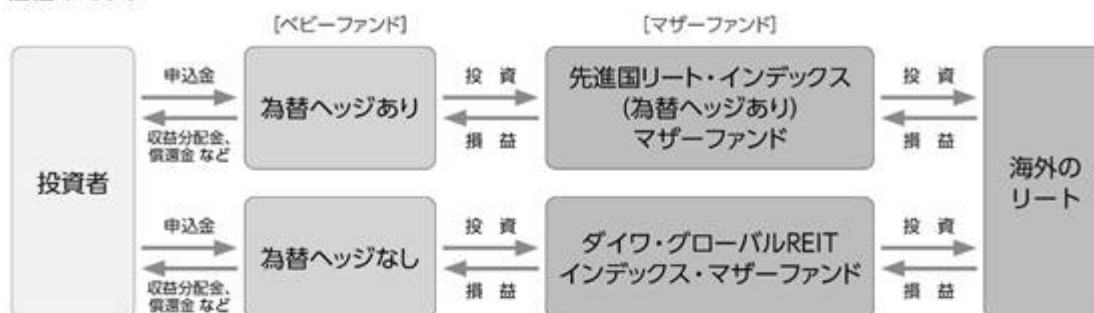 [ベビーファンド]
[マザーファンド]
投資者
申込金
収益分配金、
償還金 など
為替ヘッジあり
投 資
損 益
先進国リート・インデックス
(為替ヘッジあり)
マザーファンド
投 資
損 益
申込金
収益分配金、
償還金 など
為替ヘッジなし
投 資
損 益
ダイワ・グローバルREIT
インデックス・マザーファンド
投 資
損 益
海外の
リート